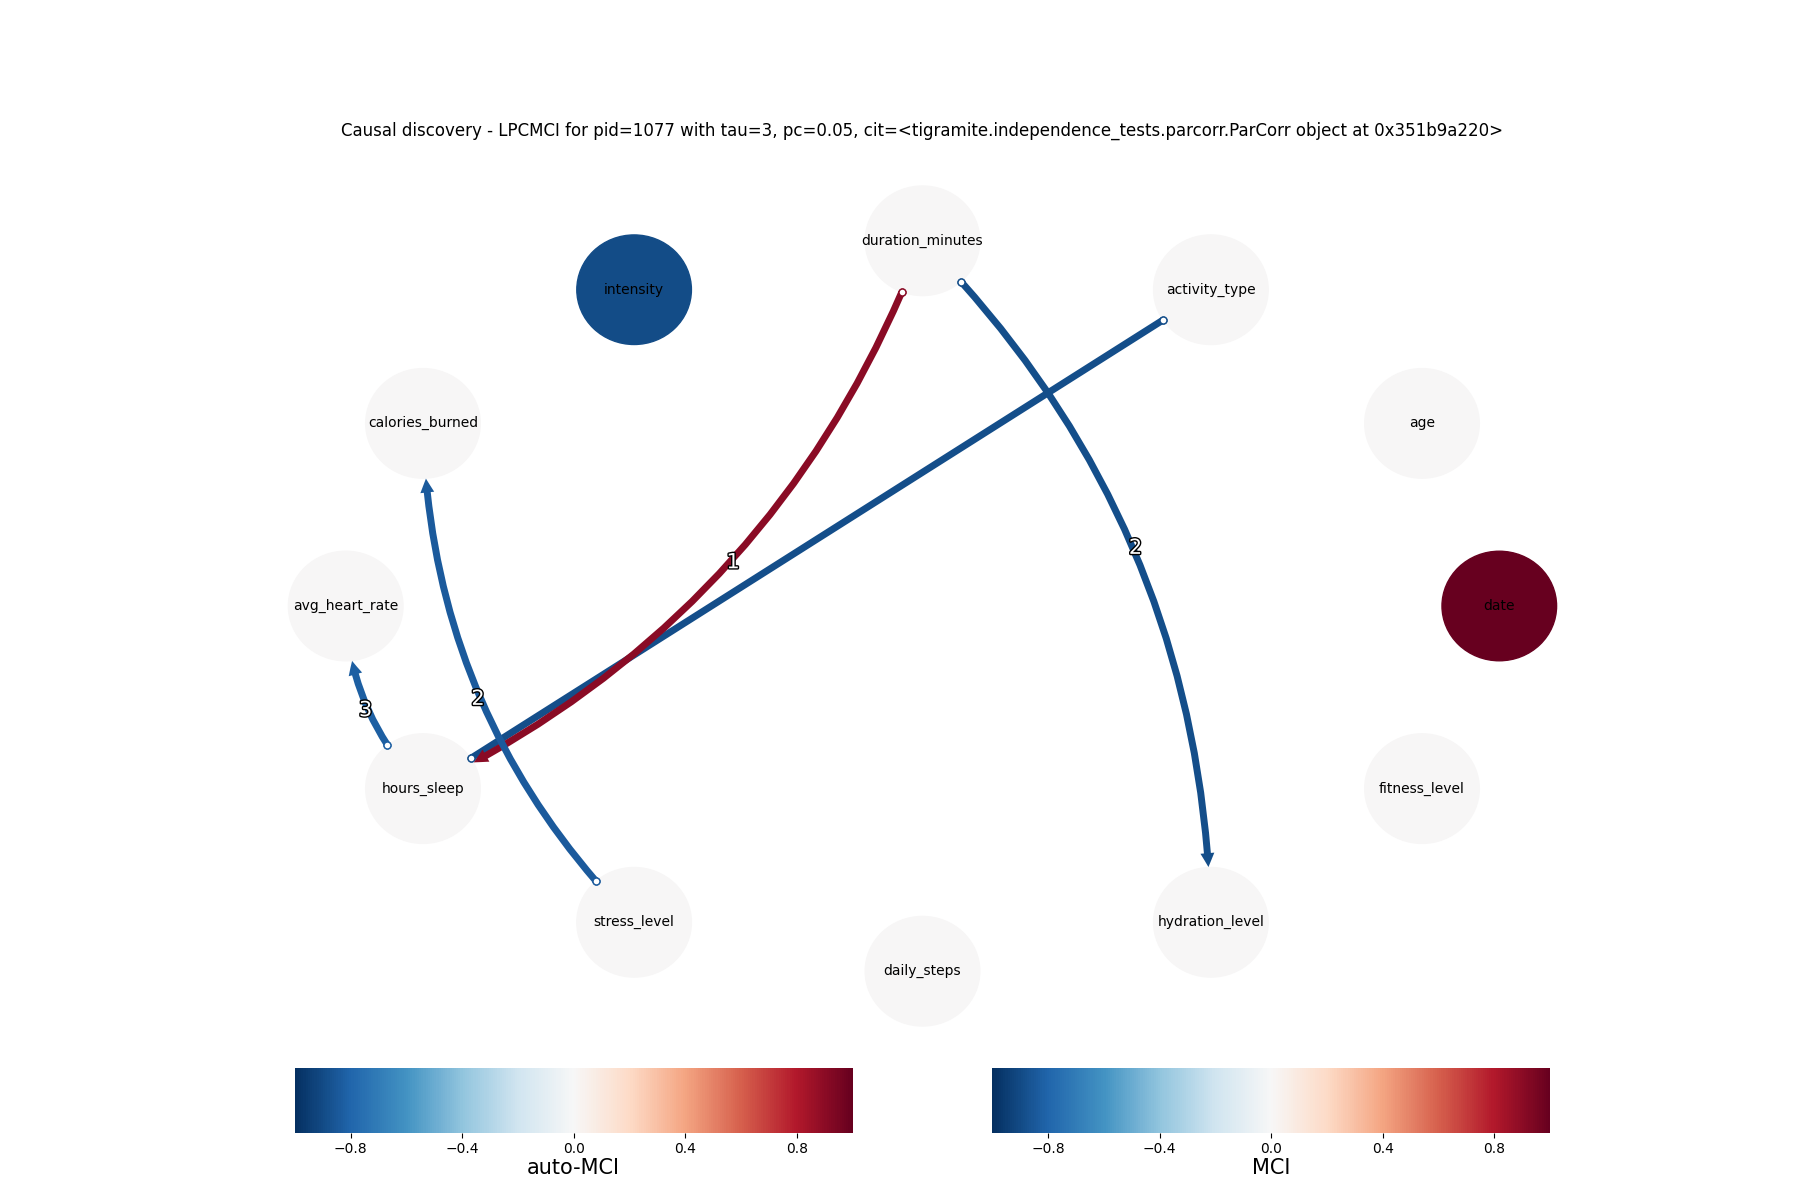 Causal discovery - LPCMCI for pid=1077 with tau=3, pc=0.05, cit=<tigramite.independence_tests.parcorr.ParCorr object at 0x351b9a220>
duration_minutes
intensity
activity_type
calories_burned
age
2
1
avg_heart_rate
date
2
3
hours_sleep
fitness_level
stress_level
hydration_level
daily_steps
−0.8 −0.4 0.0 0.4 0.8
auto-MCI
−0.8 −0.4 0.0 0.4 0.8
MCI